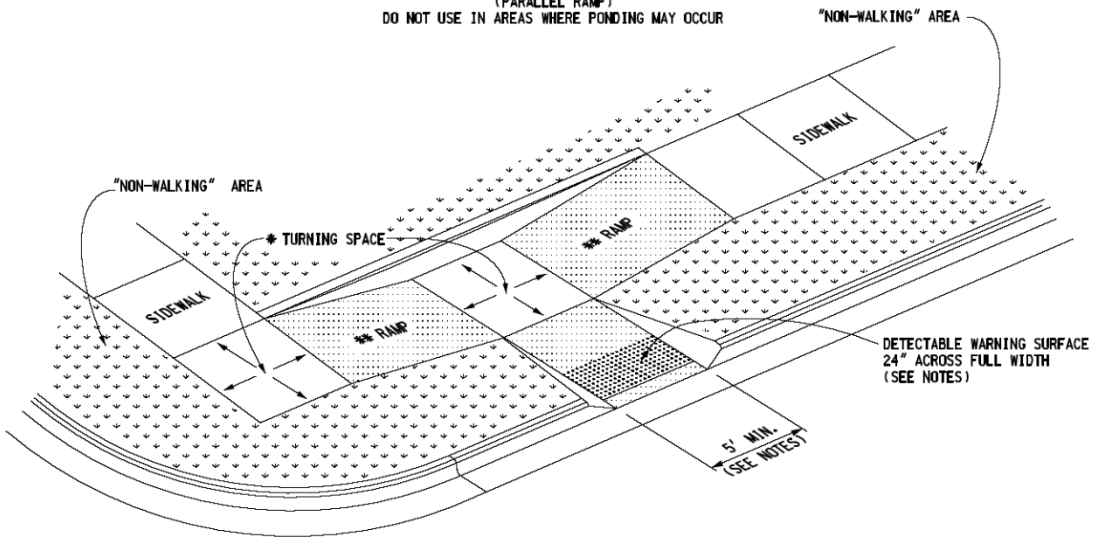 (PARALLEL RAMP)
DO NOT USE IN AREAS WHERE PONDING MAY OCCUR
"NON-WALKING" AREA
SIDEWALK
"NON-WALKING" AREA
* TURNING SPACE
** RAMP
SIDEWALK
** RAMP
DETECTABLE WARNING SURFACE
24" ACROSS FULL WIDTH
(SEE NOTES)
5' MIN.
(SEE NOTES)